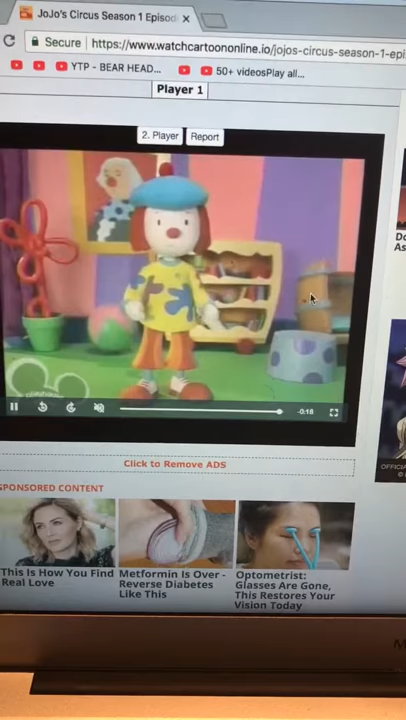 JoJo's Circus Season 1 Episod
Secure | https://www.watchcartoononline.io/jojos-circus-season-1-epi
YTP - BEAR HEAD...
50+ videosPlay all...
Player 1
2. Player
Report
-0:18
Click to Remove ADS
SPONSORED CONTENT
This Is How You Find
Real Love
Metformin Is Over -
Reverse Diabetes
Like This
Optometrist:
Glasses Are Gone,
This Restores Your
Vision Today
Do
As
OFFICI
M